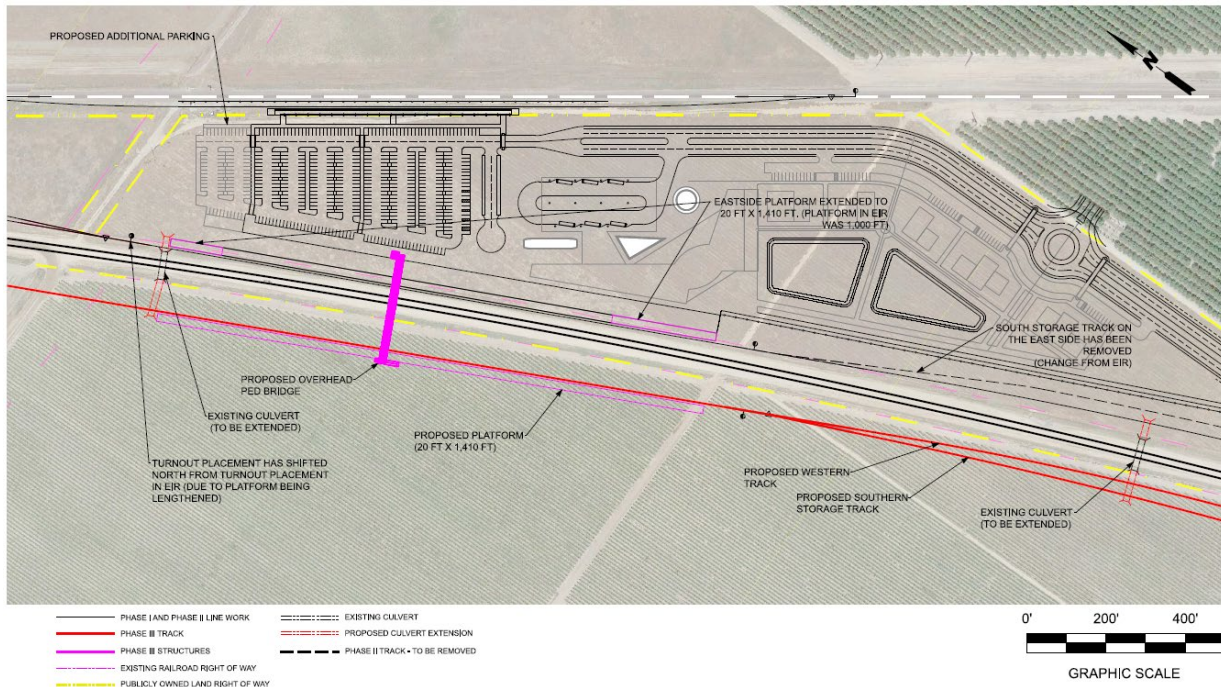 PROPOSED ADDITIONAL PARKING
N
EASTSIDE PLATFORM EXTENDED TO
20 FT X 1,410 FT. (PLATFORM IN EIR
WAS 1,000 FT)
SOUTH STORAGE TRACK ON
THE EAST SIDE HAS BEEN
REMOVED
(CHANGE FROM EIR)
PROPOSED OVERHEAD
PED BRIDGE
EXISTING CULVERT
(TO BE EXTENDED)
PROPOSED PLATFORM
(20 FT X 1,410 FT)
TURNOUT PLACEMENT HAS SHIFTED
NORTH FROM TURNOUT PLACEMENT
IN EIR (DUE TO PLATFORM BEING
LENGTHENED)
PROPOSED WESTERN
TRACK
PROPOSED SOUTHERN
STORAGE TRACK
EXISTING CULVERT
(TO BE EXTENDED)
PHASE I AND PHASE II LINE WORK
PHASE III TRACK
PHASE III STRUCTURES
EXISTING RAILROAD RIGHT OF WAY
PUBLICLY OWNED LAND RIGHT OF WAY
EXISTING CULVERT
PROPOSED CULVERT EXTENSION
PHASE II TRACK - TO BE REMOVED
0' 200' 400'
GRAPHIC SCALE